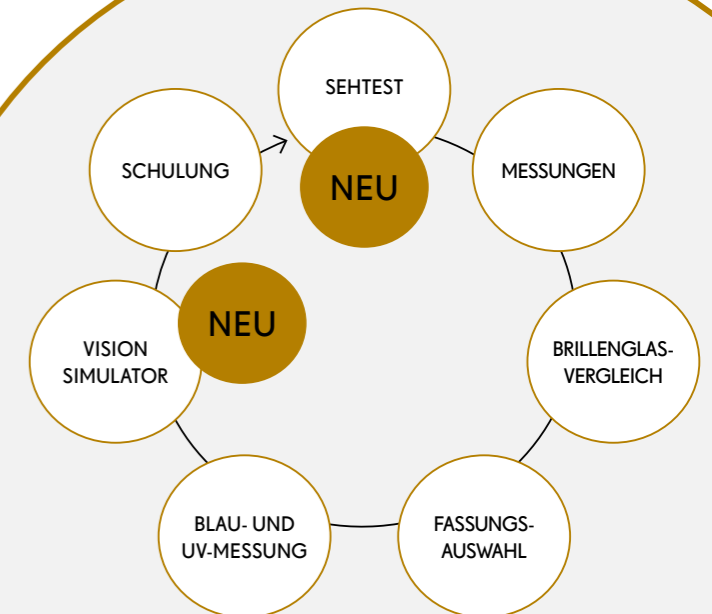 SEHTEST
NEU
MESSUNGEN
BRILLENGLAS-
VERGLEICH
FASSUNGS-
AUSWAHL
BLAU- UND
UV-MESSUNG
VISION
SIMULATOR
NEU
SCHULUNG